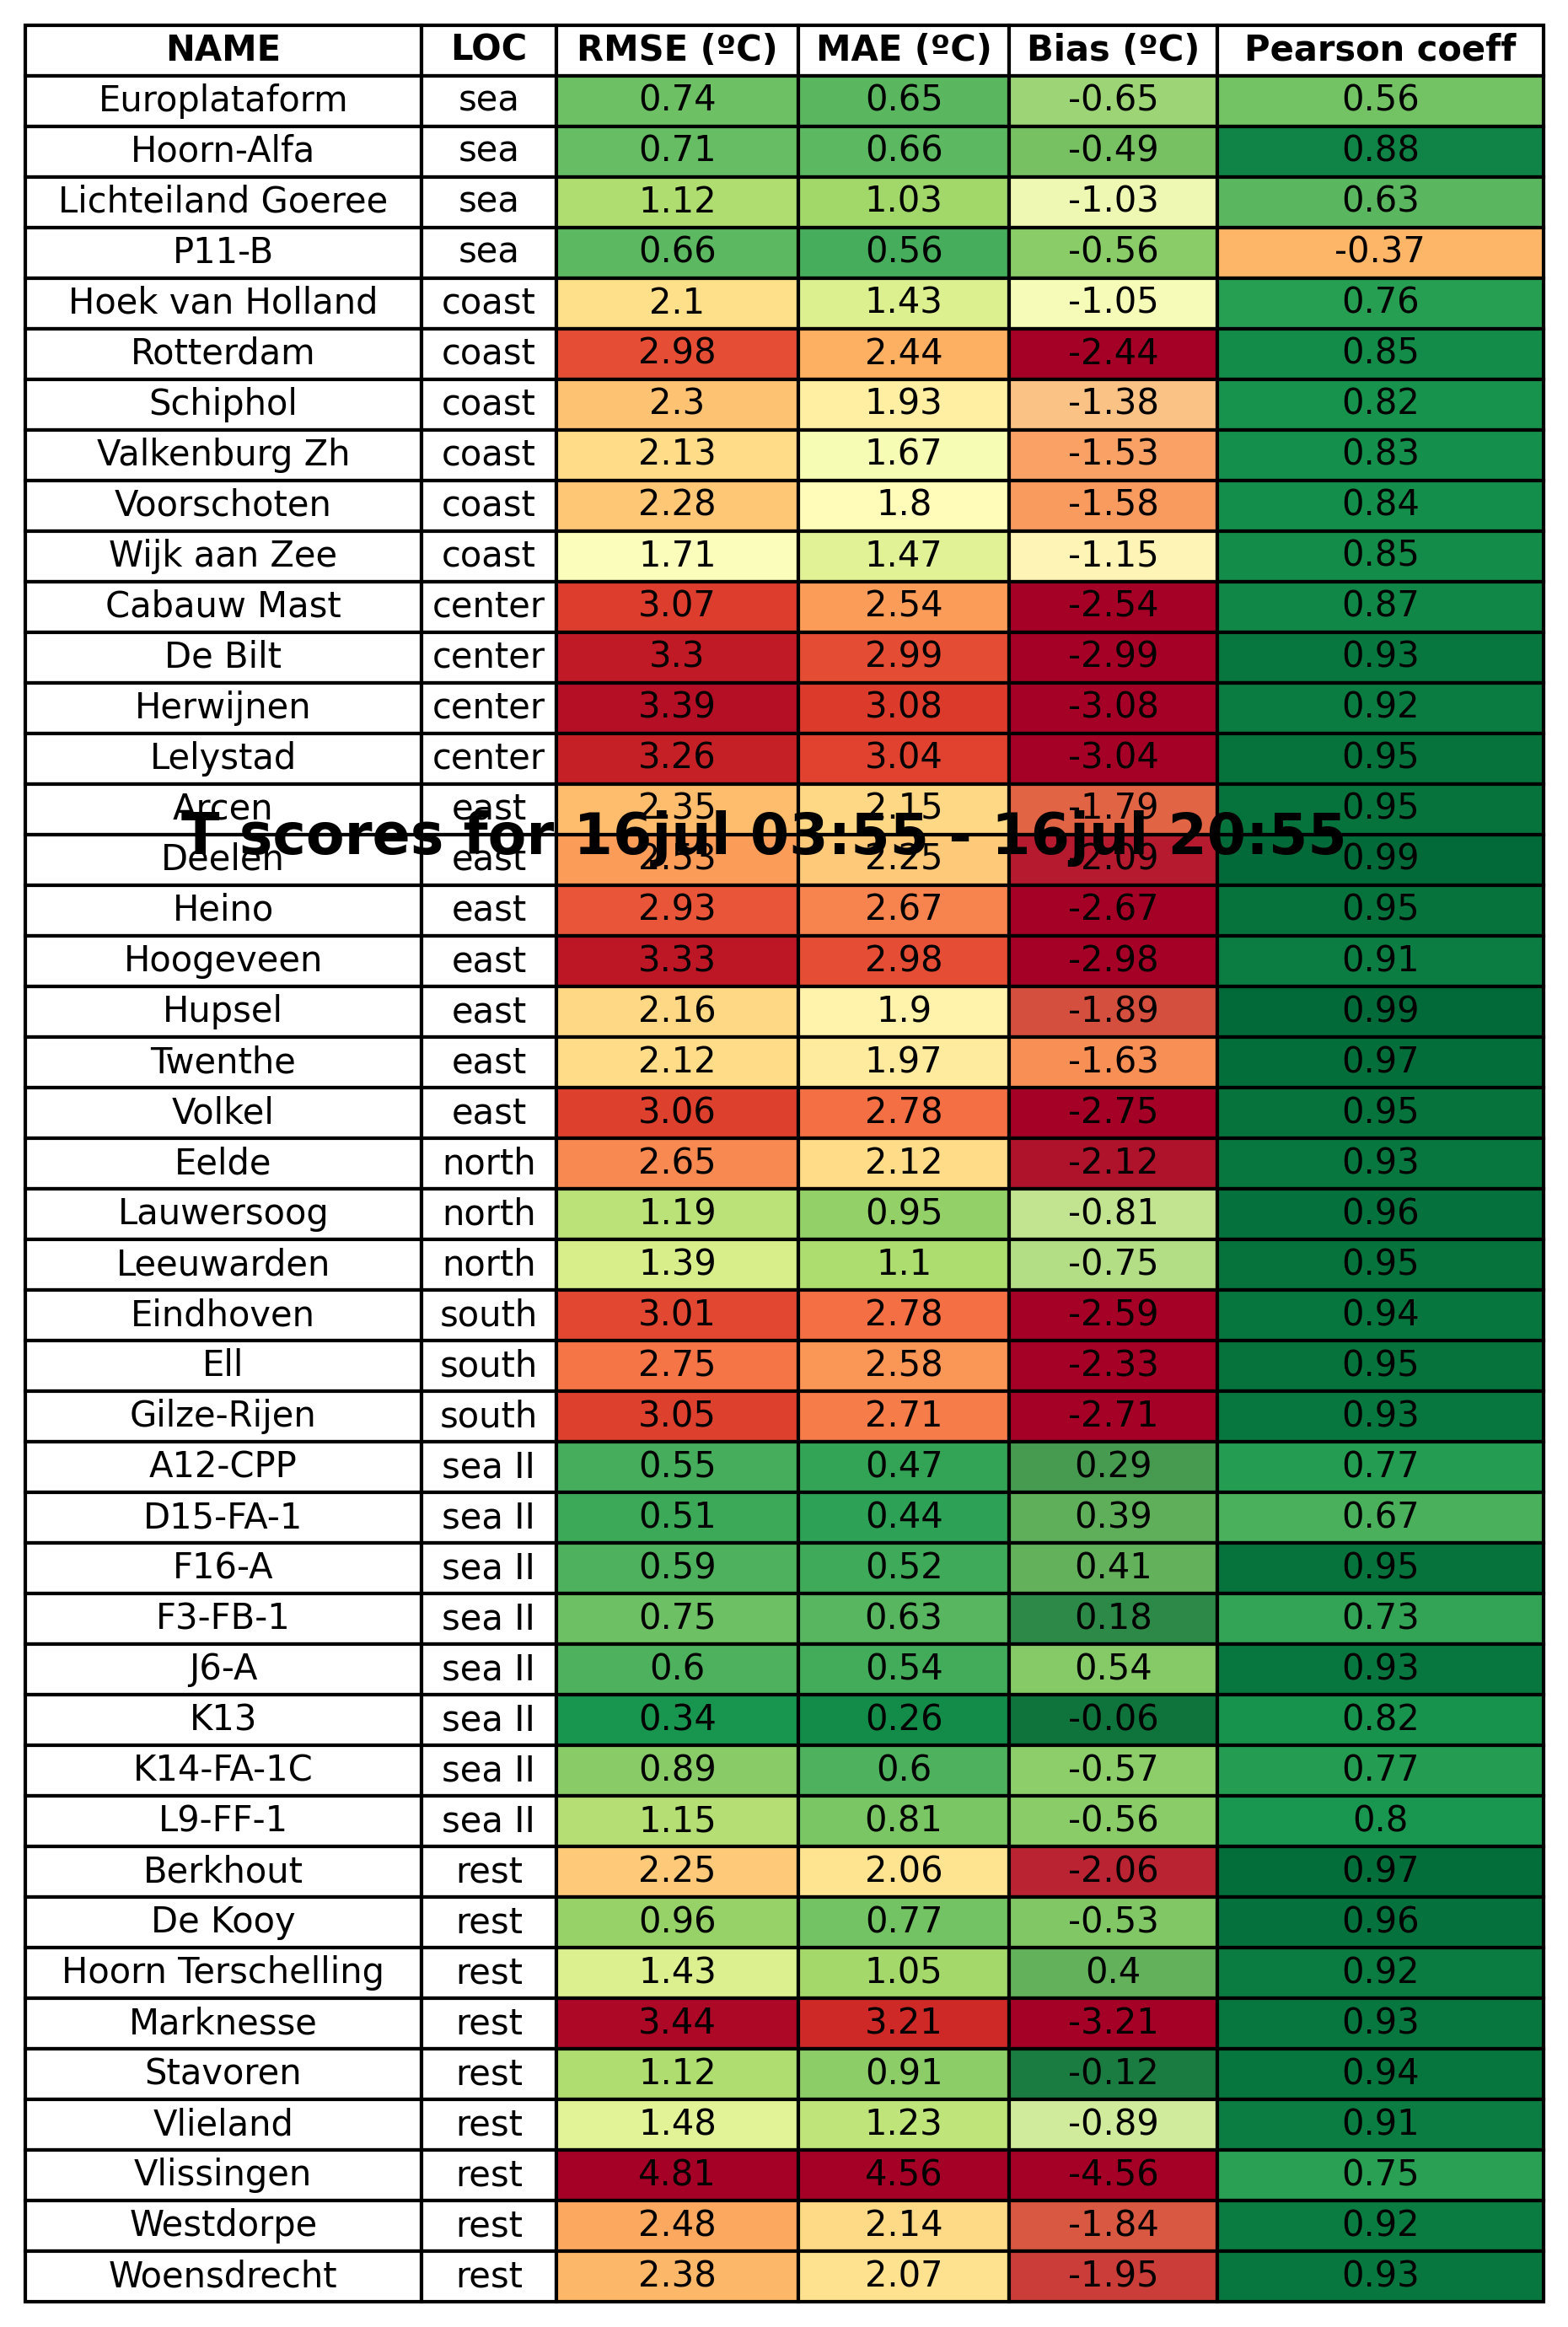 NAME LOC RMSE (ºC) MAE (ºC) Bias (ºC) Pearson coeff
Europlataform sea 0.74 0.65 -0.65 0.56
Hoorn-Alfa sea 0.71 0.66 -0.49 0.88
Lichteiland Goeree sea 1.12 1.03 -1.03 0.63
P11-B sea 0.66 0.56 -0.56 -0.37
Hoek van Holland coast 2.1 1.43 -1.05 0.76
Rotterdam coast 2.98 2.44 -2.44 0.85
Schiphol coast 2.3 1.93 -1.38 0.82
Valkenburg Zh coast 2.13 1.67 -1.53 0.83
Voorschoten coast 2.28 1.8 -1.58 0.84
Wijk aan Zee coast 1.71 1.47 -1.15 0.85
Cabauw Mast center 3.07 2.54 -2.54 0.87
De Bilt center 3.3 2.99 -2.99 0.93
Herwijnen center 3.39 3.08 -3.08 0.92
Lelystad center 3.26 3.04 -3.04 0.95
Arcen east 2.35 2.15 -1.79 0.95
T scores for 16jul 03:55 - 16jul 20:55
Deelen east 2.53 2.25 -2.09 0.99
Heino east 2.93 2.67 -2.67 0.95
Hoogeveen east 3.33 2.98 -2.98 0.91
Hupsel east 2.16 1.9 -1.89 0.99
Twenthe east 2.12 1.97 -1.63 0.97
Volkel east 3.06 2.78 -2.75 0.95
Eelde north 2.65 2.12 -2.12 0.93
Lauwersoog north 1.19 0.95 -0.81 0.96
Leeuwarden north 1.39 1.1 -0.75 0.95
Eindhoven south 3.01 2.78 -2.59 0.94
Ell south 2.75 2.58 -2.33 0.95
Gilze-Rijen south 3.05 2.71 -2.71 0.93
A12-CPP sea II 0.55 0.47 0.29 0.77
D15-FA-1 sea II 0.51 0.44 0.39 0.67
F16-A sea II 0.59 0.52 0.41 0.95
F3-FB-1 sea II 0.75 0.63 0.18 0.73
J6-A sea II 0.6 0.54 0.54 0.93
K13 sea II 0.34 0.26 -0.06 0.82
K14-FA-1C sea II 0.89 0.6 -0.57 0.77
L9-FF-1 sea II 1.15 0.81 -0.56 0.8
Berkhout rest 2.25 2.06 -2.06 0.97
De Kooy rest 0.96 0.77 -0.53 0.96
Hoorn Terschelling rest 1.43 1.05 0.4 0.92
Marknesse rest 3.44 3.21 -3.21 0.93
Stavoren rest 1.12 0.91 -0.12 0.94
Vlieland rest 1.48 1.23 -0.89 0.91
Vlissingen rest 4.81 4.56 -4.56 0.75
Westdorpe rest 2.48 2.14 -1.84 0.92
Woensdrecht rest 2.38 2.07 -1.95 0.93